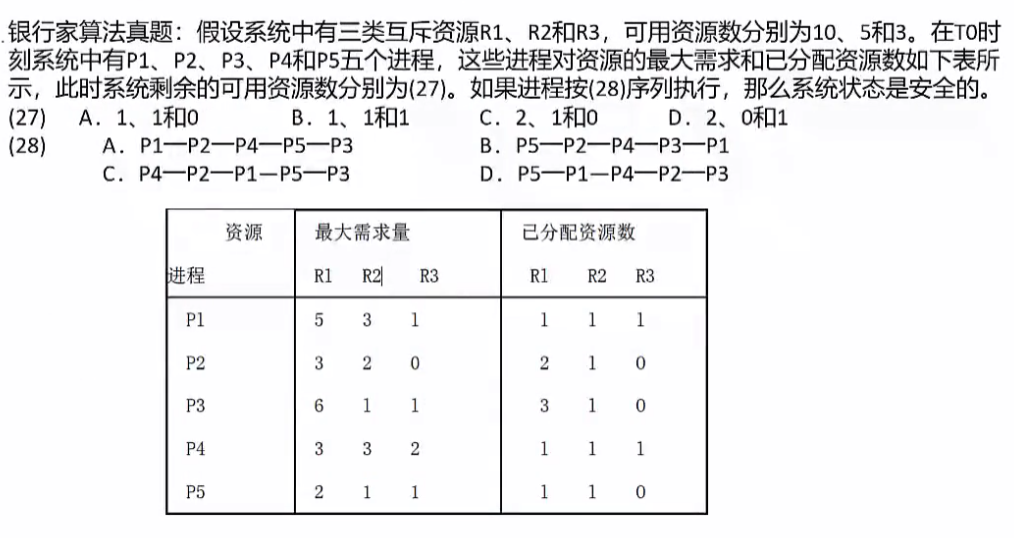 银行家算法真题：假设系统中有三类互斥资源R1、R2和R3，可用资源数分别为10、5和3。在T0时
刻系统中有P1、P2、P3、P4和P5五个进程，这些进程对资源的最大需求和已分配资源数如下表所
示，此时系统剩余的可用资源数分别为(27)。如果进程按(28)序列执行，那么系统状态是安全的。
(27) A. 1、1和0 B. 1、1和1 C. 2、1和0 D. 2、0和1
(28) A. P1—P2—P4—P5—P3 B. P5—P2—P4—P3—P1
C. P4—P2—P1—P5—P3 D. P5—P1—P4—P2—P3
资源 最大需求量 已分配资源数
进程 R1 R2 R3 R1 R2 R3
P1 5 3 1 1 1 1
P2 3 2 0 2 1 0
P3 6 1 1 3 1 0
P4 3 3 2 1 1 1
P5 2 1 1 1 1 0